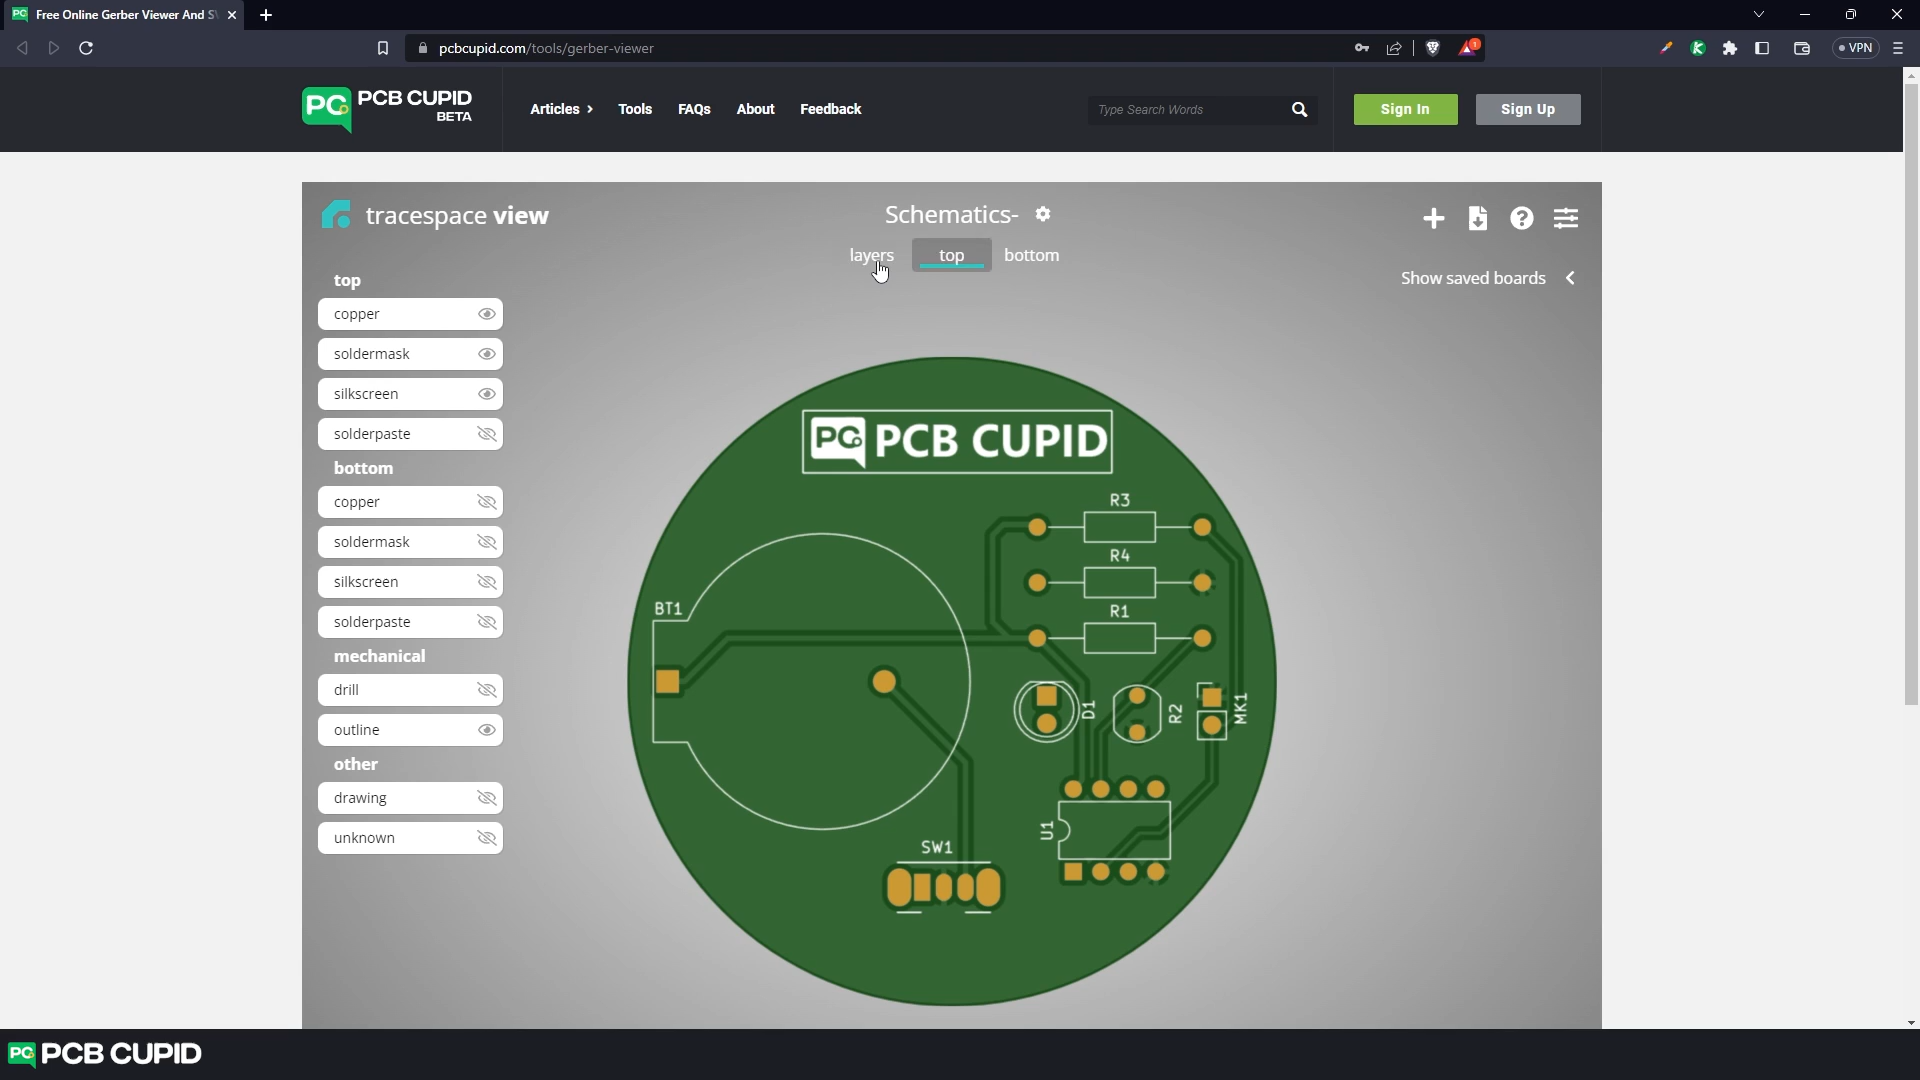 Free Online Gerber Viewer And SV
pcbcupid.com/tools/gerber-viewer
1
VPN
PC PCB CUPID
BETA
Articles
Tools
FAQs
About
Feedback
Type Search Words
Sign In
Sign Up
tracespace view
Schematics-
layers
top
bottom
Show saved boards
top
copper
soldermask
silkscreen
solderpaste
bottom
copper
soldermask
silkscreen
solderpaste
mechanical
drill
outline
other
drawing
unknown
PC PCB CUPID
R3
R4
R1
BT1
D1
R2
MK1
U1
SW1
PC PCB CUPID